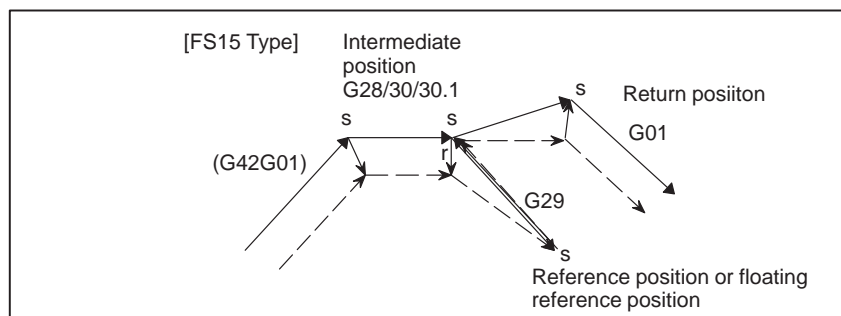 [FS15 Type]
Intermediate
position
G28/30/30.1
s
s
s
Return posiiton
G01
(G42G01)
r
G29
s
Reference position or floating
reference position